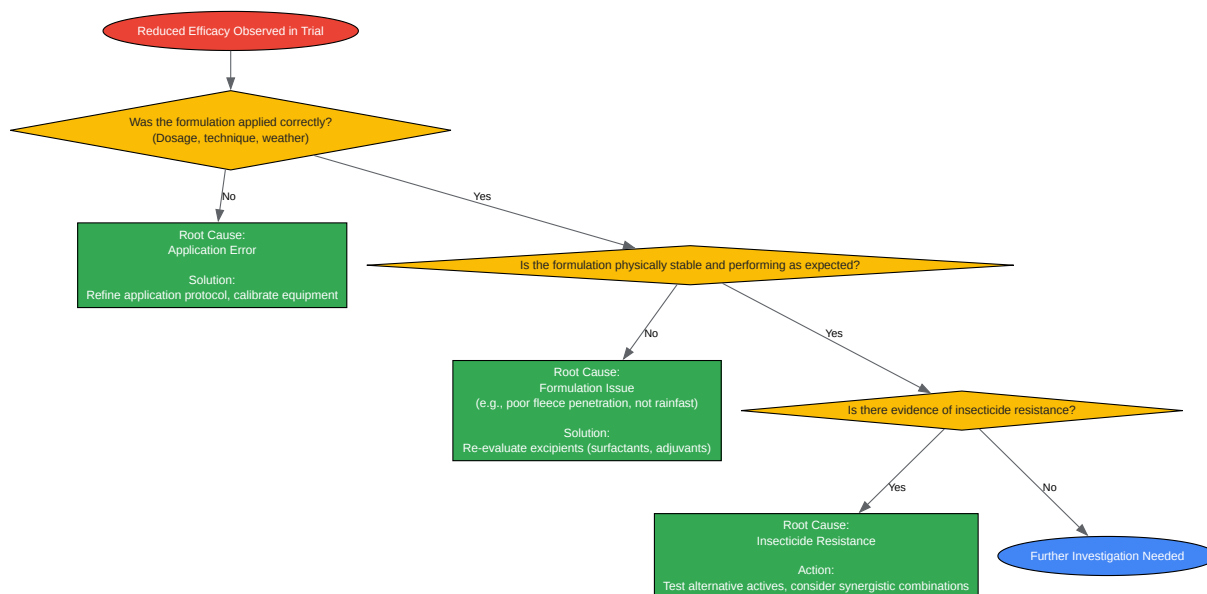 Reduced Efficacy Observed in Trial
Was the formulation applied correctly?
(Dosage, technique, weather)
No
Yes
Root Cause:
Application Error
Solution:
Refine application protocol, calibrate equipment
Is the formulation physically stable and performing as expected?
No
Yes
Root Cause:
Formulation Issue
(e.g., poor fleece penetration, not rainfast)
Solution:
Re-evaluate excipients (surfactants, adjuvants)
Is there evidence of insecticide resistance?
Yes
No
Root Cause:
Insecticide Resistance
Action:
Test alternative actives, consider synergistic combinations
Further Investigation Needed